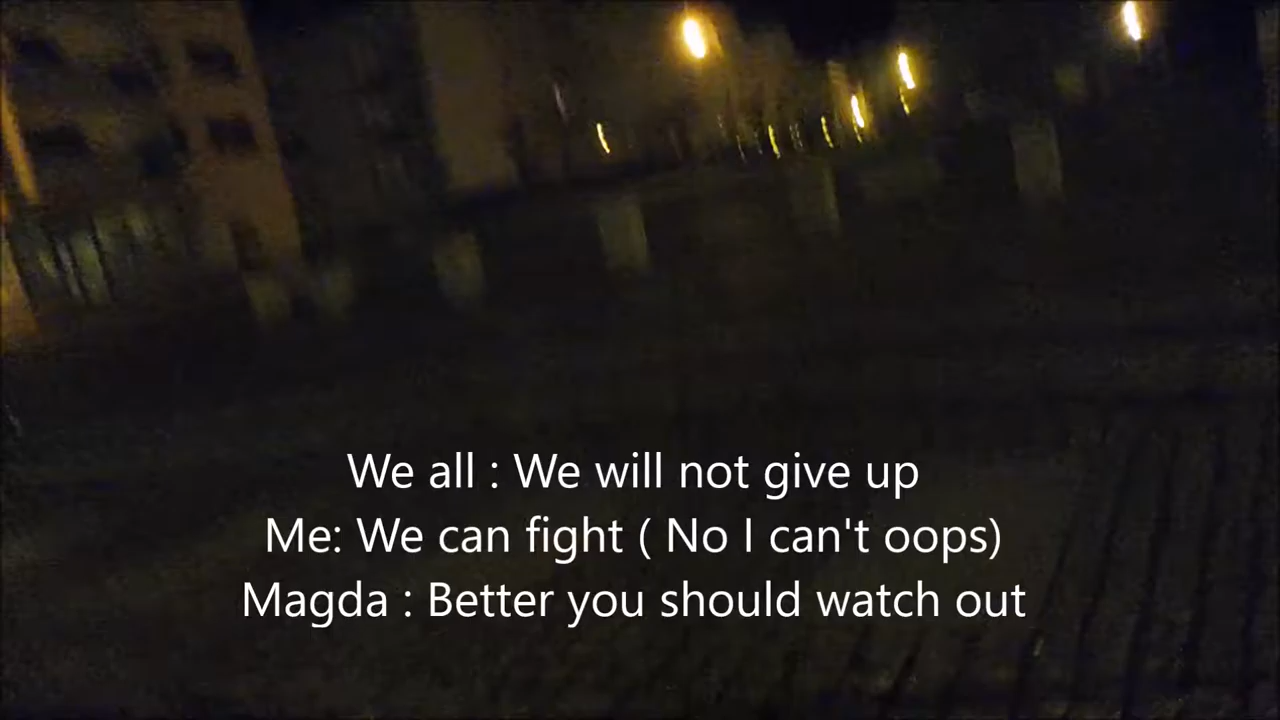 We all : We will not give up
Me: We can fight ( No I can't oops)
Magda : Better you should watch out